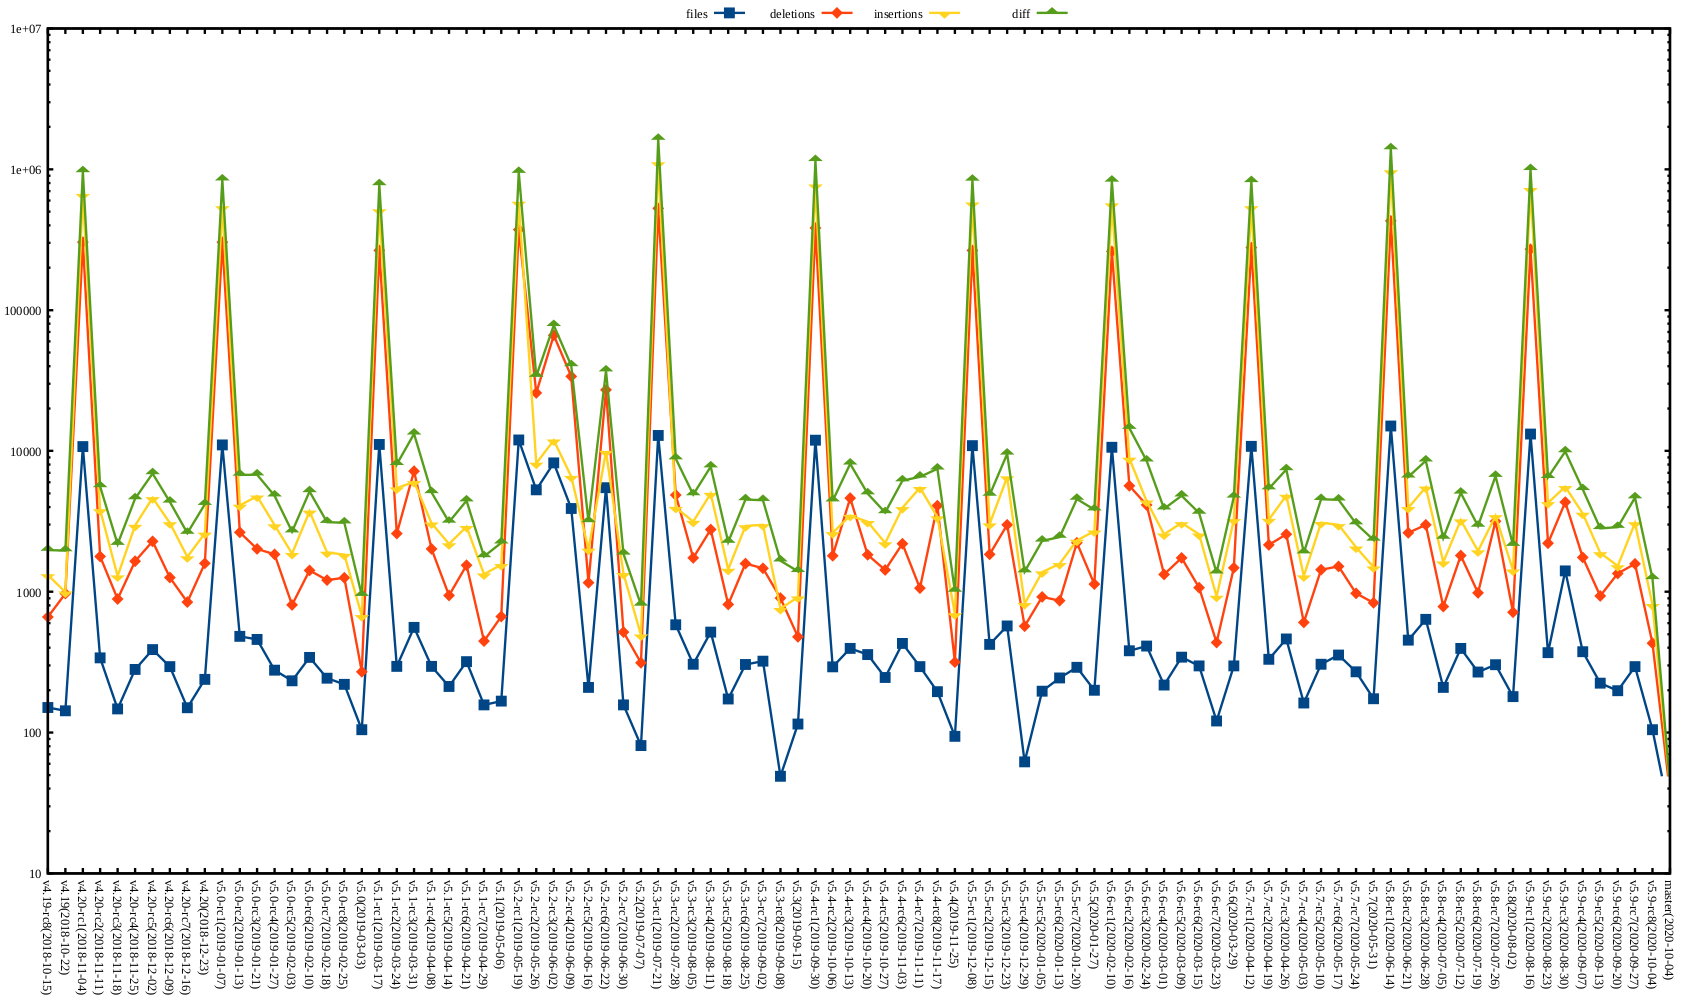 files
deletions
insertions
diff
1e+07
1e+06
100000
10000
1000
100
10
v4.19-rc8(2018-10-15)
v4.19(2018-10-22)
v4.20-rc1(2018-11-04)
v4.20-rc2(2018-11-11)
v4.20-rc3(2018-11-18)
v4.20-rc4(2018-11-25)
v4.20-rc5(2018-12-02)
v4.20-rc6(2018-12-09)
v4.20-rc7(2018-12-16)
v4.20(2018-12-23)
v5.0-rc1(2019-01-07)
v5.0-rc2(2019-01-13)
v5.0-rc3(2019-01-21)
v5.0-rc4(2019-01-27)
v5.0-rc5(2019-02-03)
v5.0-rc6(2019-02-10)
v5.0-rc7(2019-02-18)
v5.0-rc8(2019-02-25)
v5.0(2019-03-03)
v5.1-rc1(2019-03-17)
v5.1-rc2(2019-03-24)
v5.1-rc3(2019-03-31)
v5.1-rc4(2019-04-08)
v5.1-rc5(2019-04-14)
v5.1-rc6(2019-04-21)
v5.1-rc7(2019-04-29)
v5.1(2019-05-06)
v5.2-rc1(2019-05-19)
v5.2-rc2(2019-05-26)
v5.2-rc3(2019-06-02)
v5.2-rc4(2019-06-09)
v5.2-rc5(2019-06-16)
v5.2-rc6(2019-06-22)
v5.2-rc7(2019-06-30)
v5.2(2019-07-07)
v5.3-rc1(2019-07-21)
v5.3-rc2(2019-07-28)
v5.3-rc3(2019-08-05)
v5.3-rc4(2019-08-11)
v5.3-rc5(2019-08-18)
v5.3-rc6(2019-08-25)
v5.3-rc7(2019-09-02)
v5.3-rc8(2019-09-08)
v5.3(2019-09-15)
v5.4-rc1(2019-09-30)
v5.4-rc2(2019-10-06)
v5.4-rc3(2019-10-13)
v5.4-rc4(2019-10-20)
v5.4-rc5(2019-10-27)
v5.4-rc6(2019-11-03)
v5.4-rc7(2019-11-11)
v5.4-rc8(2019-11-17)
v5.4(2019-11-25)
v5.5-rc1(2019-12-08)
v5.5-rc2(2019-12-15)
v5.5-rc3(2019-12-23)
v5.5-rc4(2019-12-29)
v5.5-rc5(2020-01-05)
v5.5-rc6(2020-01-13)
v5.5-rc7(2020-01-20)
v5.5(2020-01-27)
v5.6-rc1(2020-02-10)
v5.6-rc2(2020-02-16)
v5.6-rc3(2020-02-24)
v5.6-rc4(2020-03-01)
v5.6-rc5(2020-03-09)
v5.6-rc6(2020-03-15)
v5.6-rc7(2020-03-23)
v5.6(2020-03-29)
v5.7-rc1(2020-04-12)
v5.7-rc2(2020-04-19)
v5.7-rc3(2020-04-26)
v5.7-rc4(2020-05-03)
v5.7-rc5(2020-05-10)
v5.7-rc6(2020-05-17)
v5.7-rc7(2020-05-24)
v5.7(2020-05-31)
v5.8-rc1(2020-06-14)
v5.8-rc2(2020-06-21)
v5.8-rc3(2020-06-28)
v5.8-rc4(2020-07-05)
v5.8-rc5(2020-07-12)
v5.8-rc6(2020-07-19)
v5.8-rc7(2020-07-26)
v5.8(2020-08-02)
v5.9-rc1(2020-08-16)
v5.9-rc2(2020-08-23)
v5.9-rc3(2020-08-30)
v5.9-rc4(2020-09-07)
v5.9-rc5(2020-09-13)
v5.9-rc6(2020-09-20)
v5.9-rc7(2020-09-27)
v5.9-rc8(2020-10-04)
master(2020-10-04)